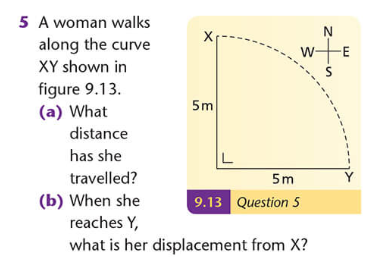 5 A woman walks
along the curve
XY shown in
figure 9.13.
(a) What
distance
has she
travelled?
(b) When she
reaches Y,
what is her displacement from X?
X
N
W E
S
5 m
5 m
Y
9.13 Question 5